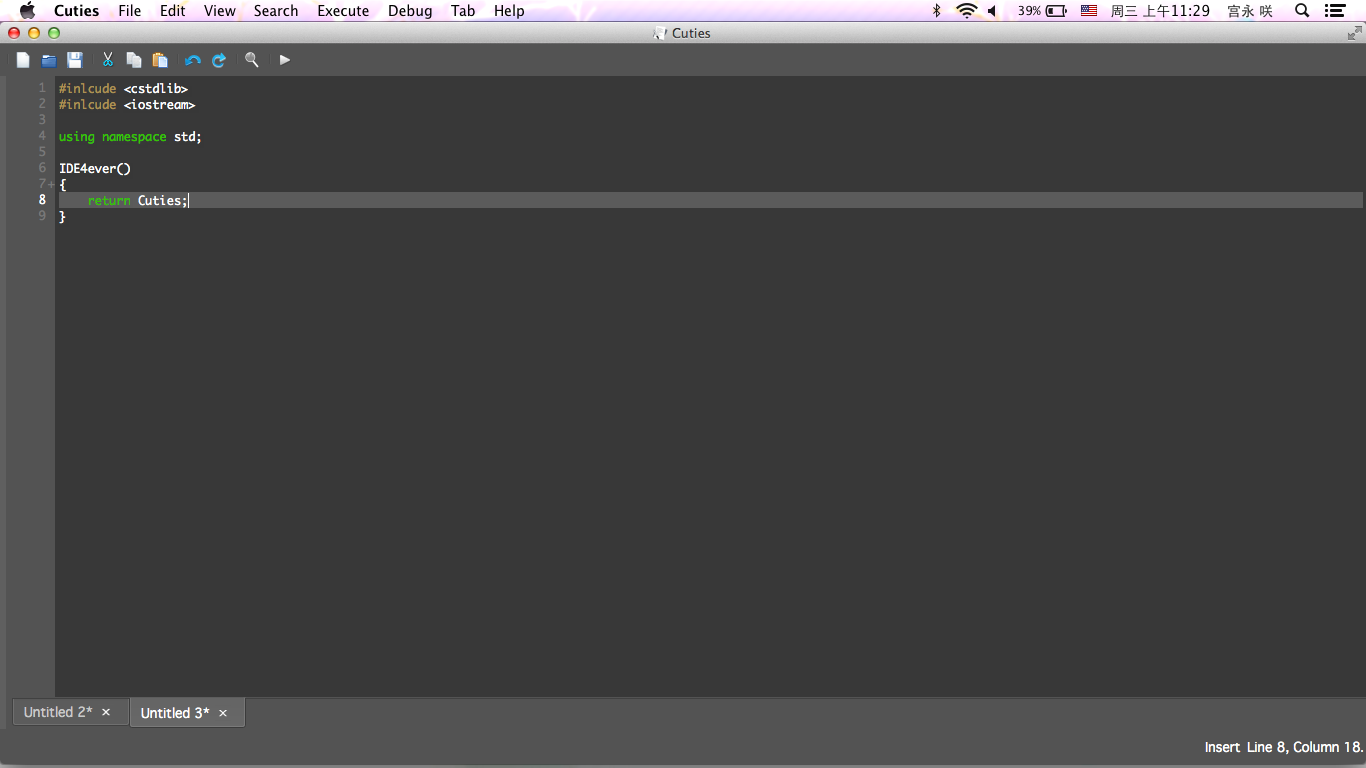 Cuties File Edit View Search Execute Debug Tab Help 39% 周三 上午11:29 宫永 咲
Cuties
1 #inlcude <cstdlib>
2 #inlcude <iostream>
3
4 using namespace std;
5
6 IDE4ever()
7 {
8 return Cuties;
9 }
Untitled 2* Untitled 3*
Insert Line 8, Column 18.